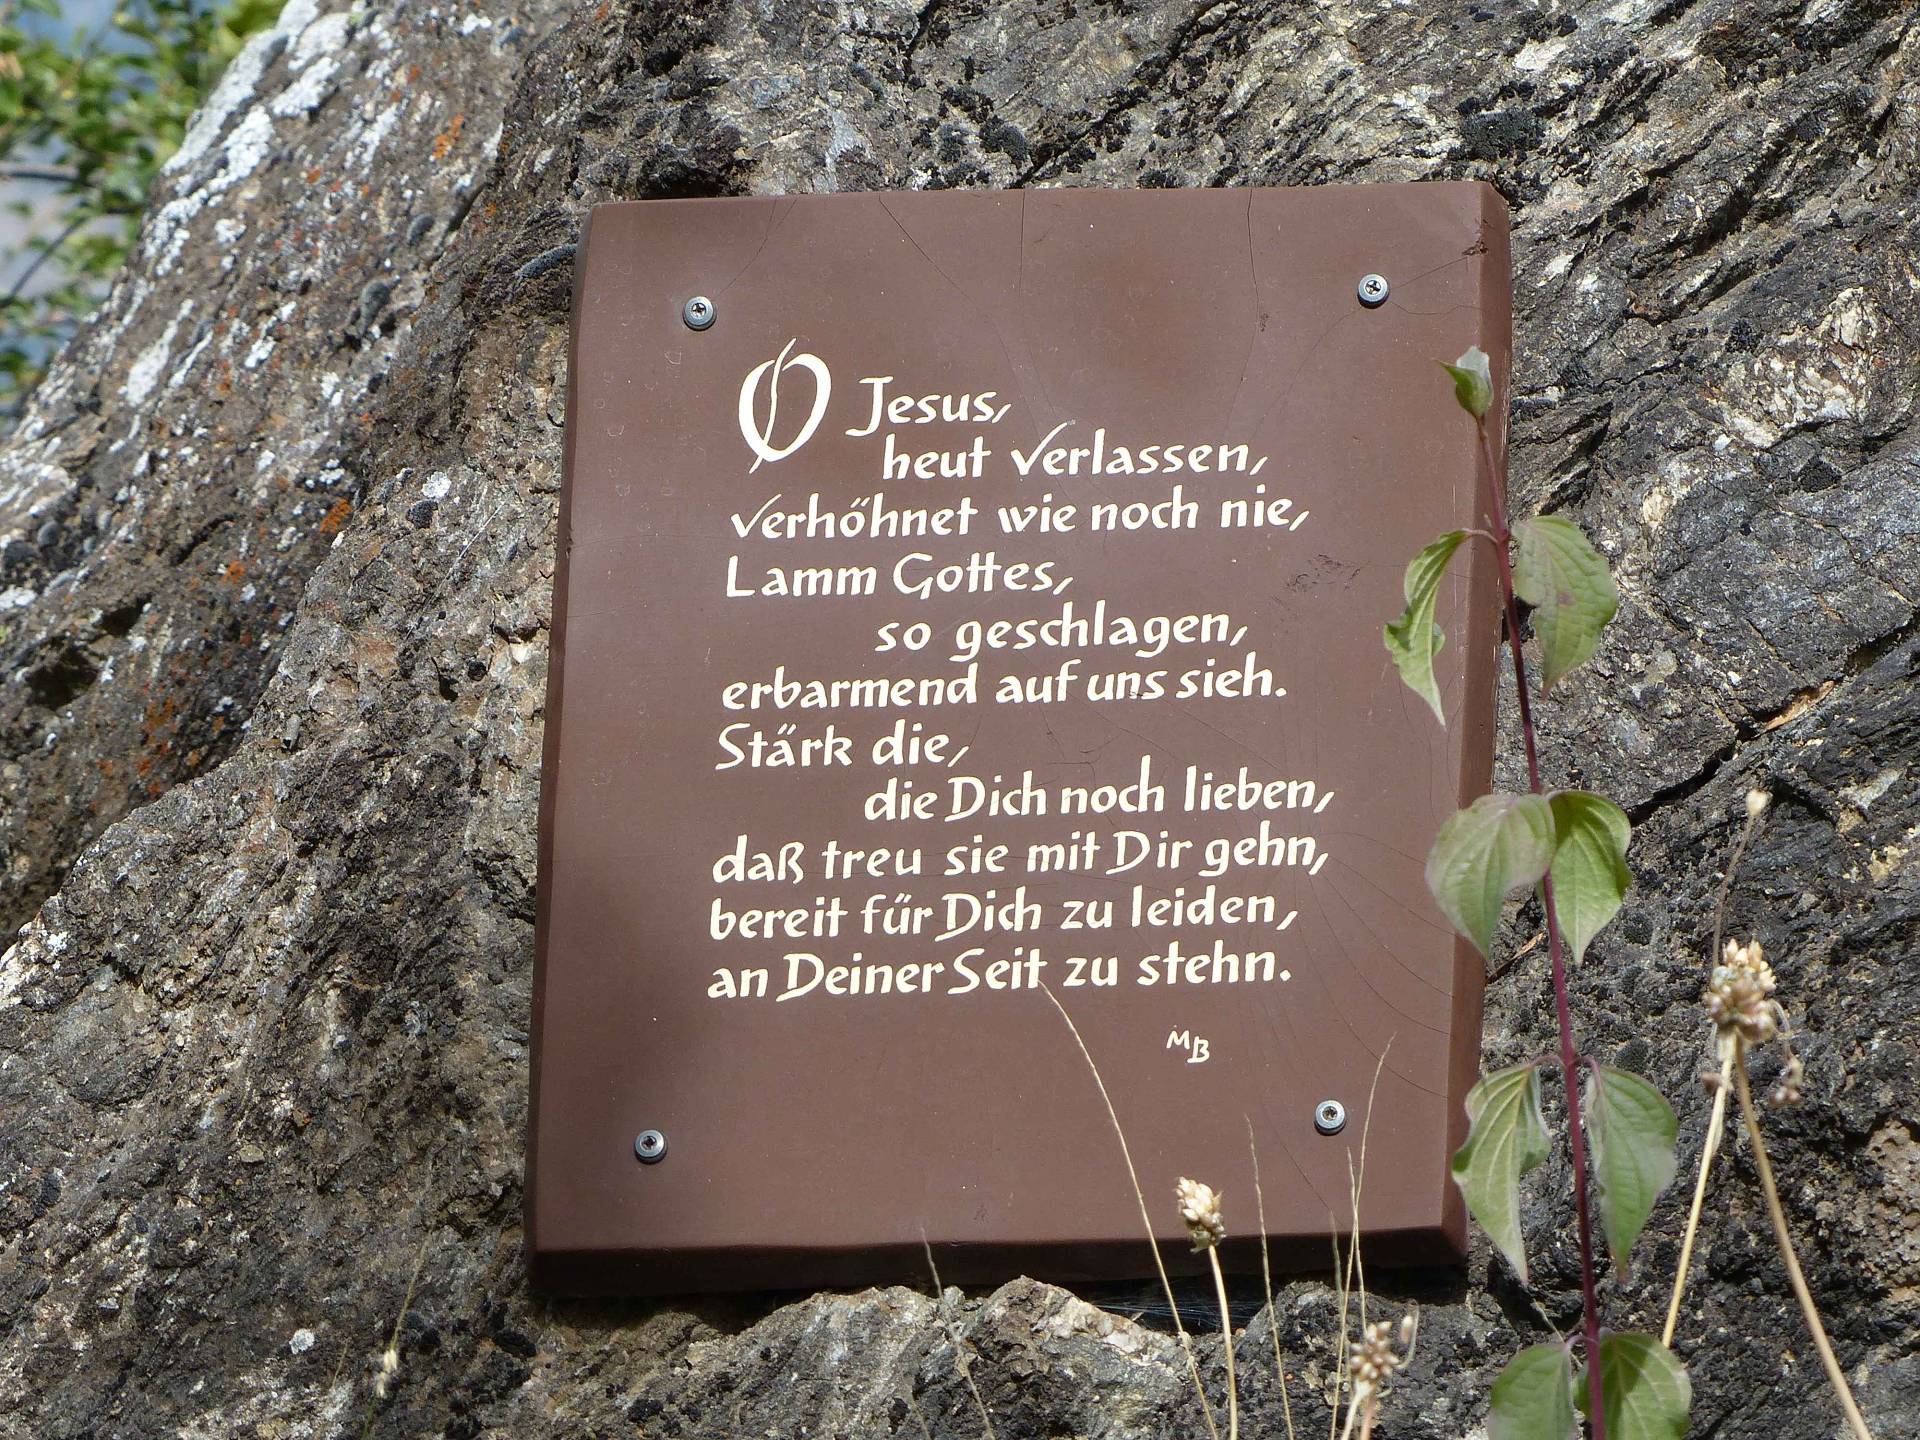 O Jesus,
heut verlassen,
verhöhnet wie noch nie,
Lamm Gottes,
so geschlagen,
erbarmend auf uns sieh.
Stärk die,
die Dich noch lieben,
daß treu sie mit Dir gehn,
bereit für Dich zu leiden,
an Deiner Seit zu stehn.
MB